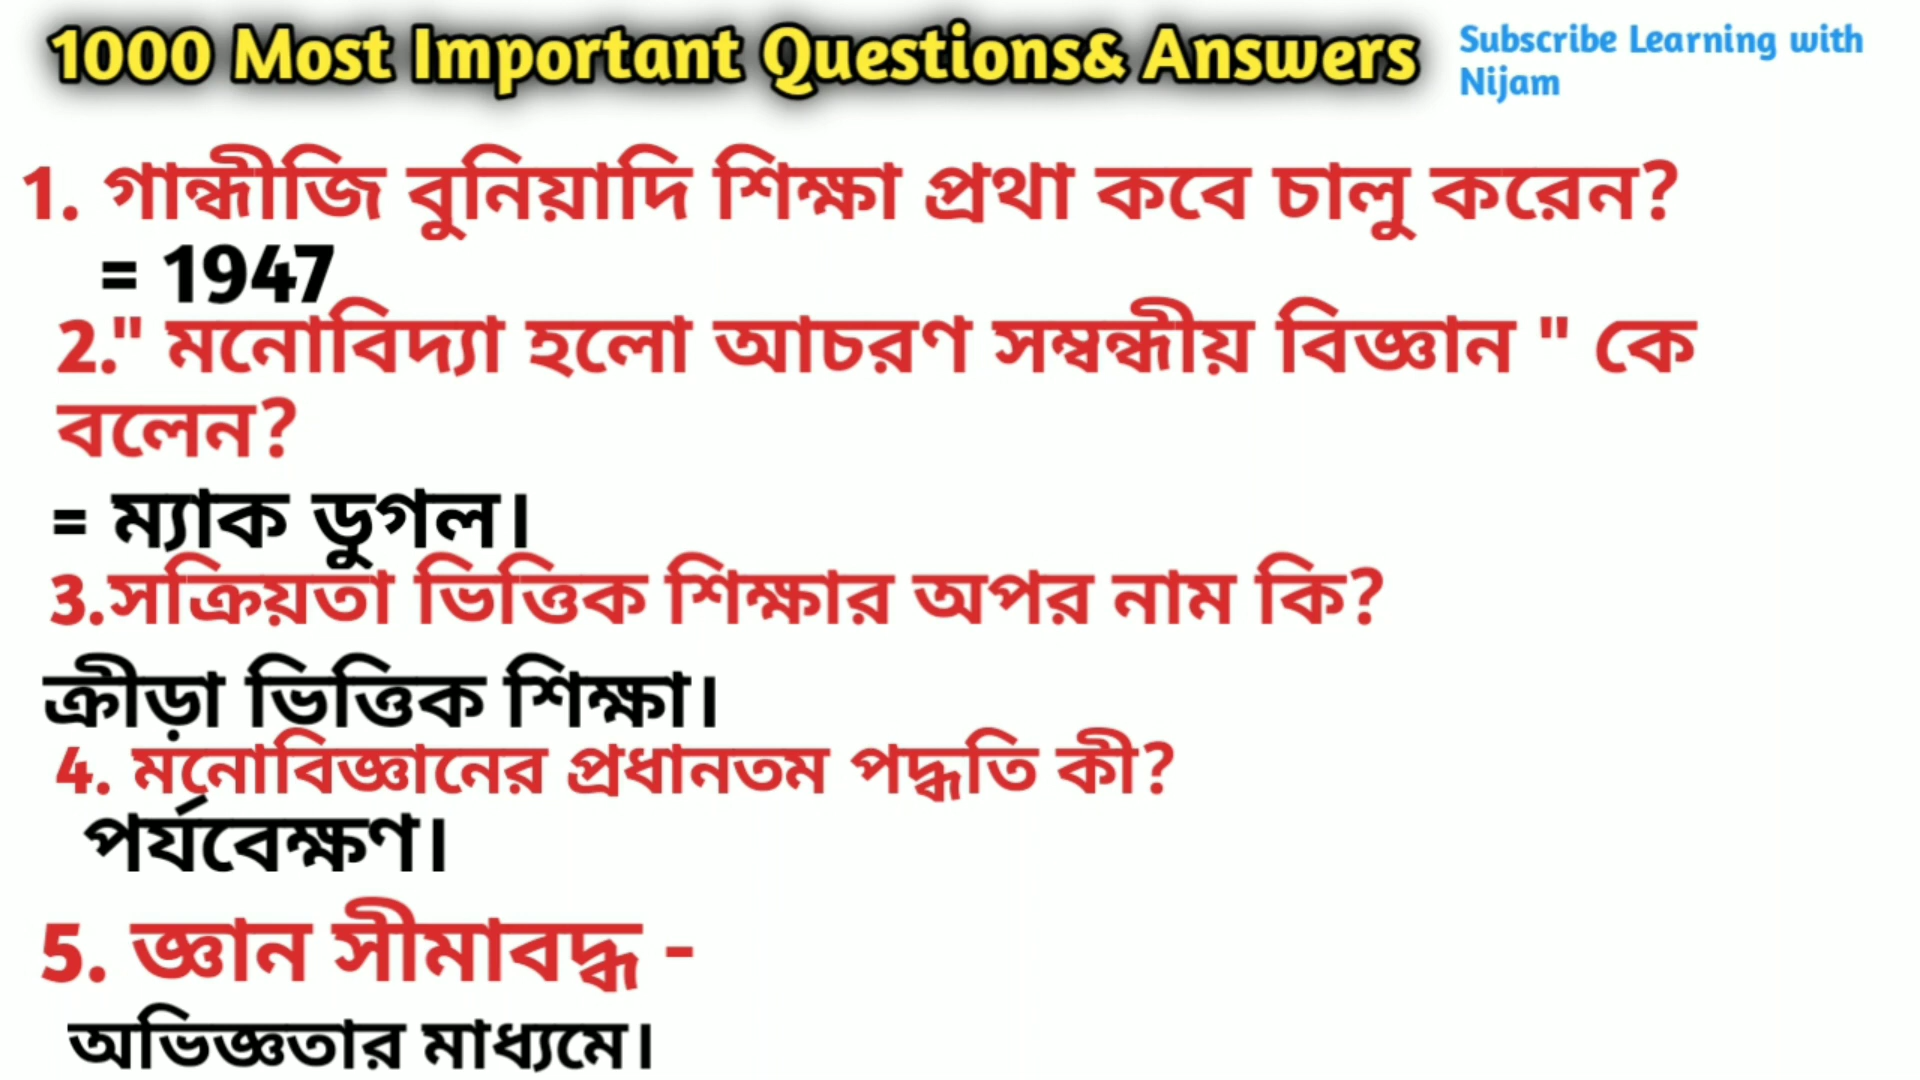 1000 Most Important Questions& Answers
Subscribe Learning with
Nijam
1. গান্ধীজি বুনিয়াদি শিক্ষা প্রথা কবে চালু করেন?
= 1947
2." মনোবিদ্যা হলো আচরণ সম্বন্ধীয় বিজ্ঞান " কে
বলেন?
= ম্যাক ডুগল।
3.সক্রিয়তা ভিত্তিক শিক্ষার অপর নাম কি?
ক্রীড়া ভিত্তিক শিক্ষা।
4. মনোবিজ্ঞানের প্রধানতম পদ্ধতি কী?
পর্যবেক্ষণ।
5. জ্ঞান সীমাবদ্ধ -
অভিজ্ঞতার মাধ্যমে।